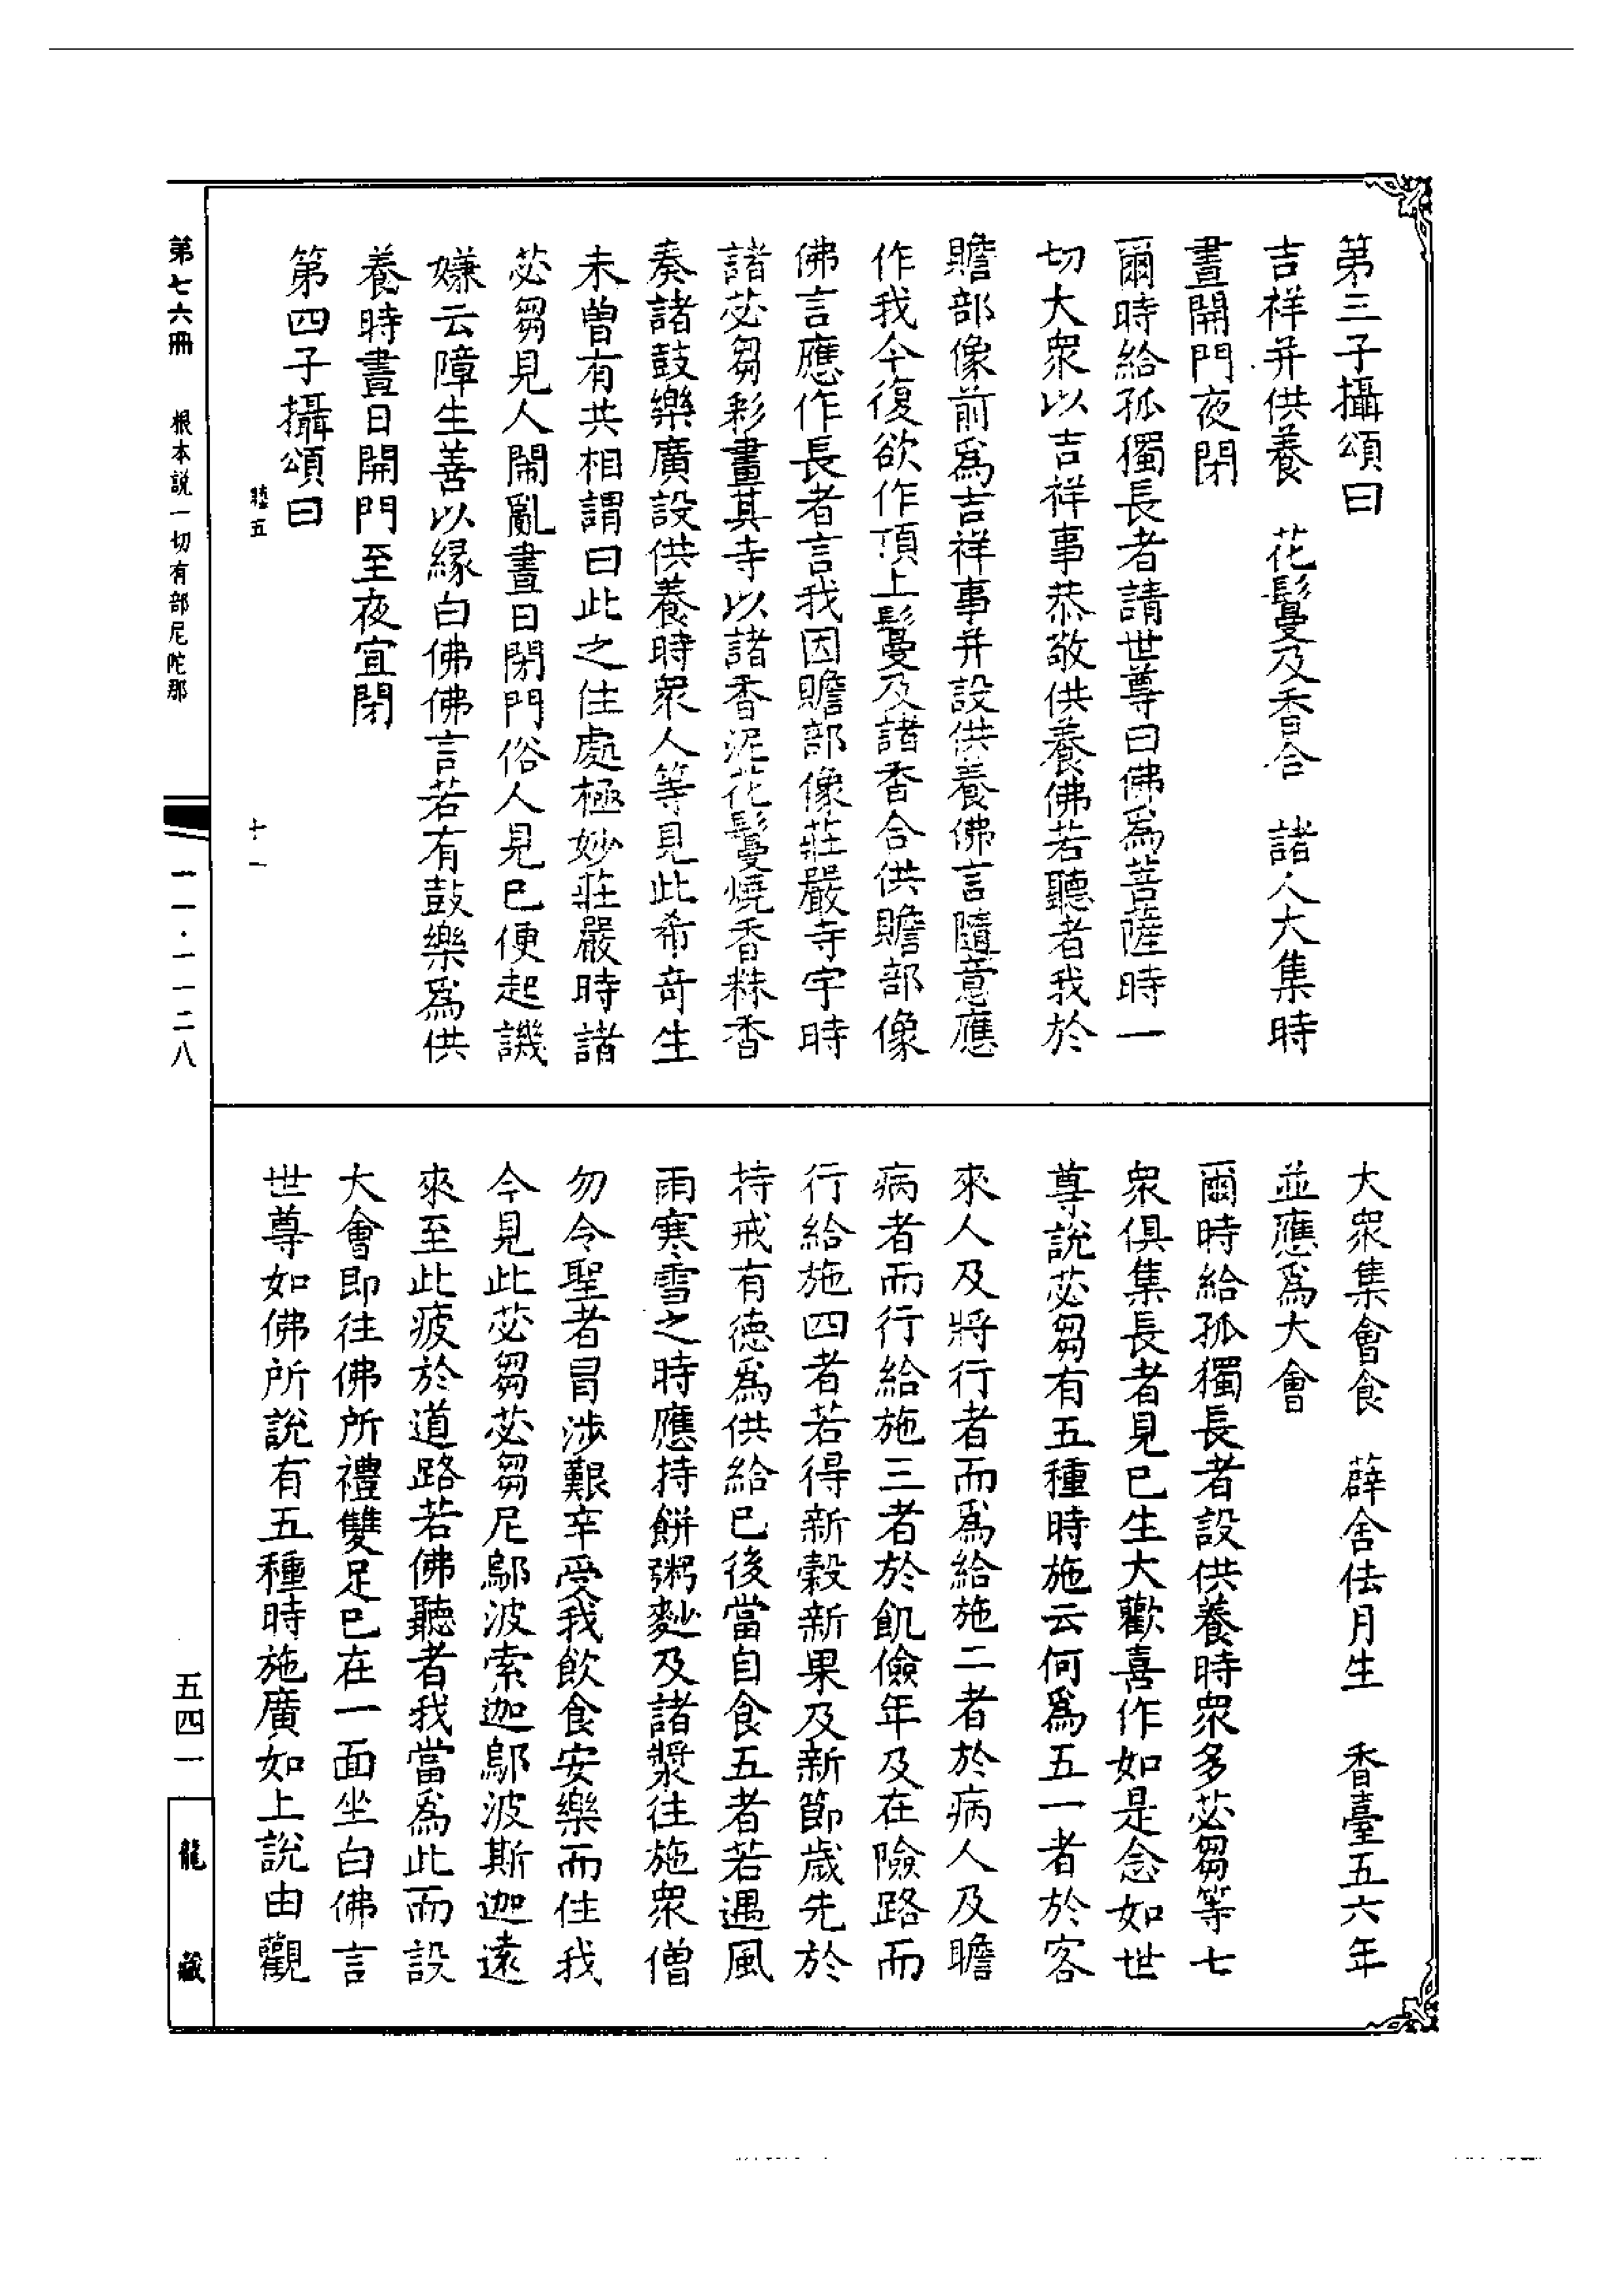 第三子攝頌曰
吉祥并供養　花鬘及香合　諸人大集時
晝開門夜閉
爾時給孤獨長者請世尊曰佛爲菩薩時一
切大衆以吉祥事恭敬供養佛若聽者我於
贍部像前爲吉祥事并設供養佛言隨意應
作我今復欲作頂上鬘及諸香合供贍部像
佛言應作長者言我因贍部像莊嚴寺宇時
諸苾芻彩畫其寺以諸香泥花鬘燒香粖香
奏諸鼓樂廣設供養時衆人等見此希奇生
未曾有共相謂曰此之住處極妙莊嚴時諸
苾芻見人鬧亂晝日閉門俗人見已便起譏
嫌云障生善以緣白佛佛言若有鼓樂爲供
養時晝日開門至夜宜閉
第四子攝頌曰
睦五　十一
大衆集會食　薜舍佉月生　香臺五六年
並應爲大會
爾時給孤獨長者設供養時衆多苾芻等七
衆俱集長者見已生大歡喜作如是念如世
尊說苾芻有五種時施云何爲五一者於客
來人及將行者而爲給施二者於病人及瞻
病者而行給施三者於飢儉年及在險路而
行給施四者若得新穀新果及新節歲先於
持戒有德爲供給已後當自食五者若遇風
雨寒雪之時應持餅粥麨及諸漿往施衆僧
勿令聖者冒涉艱辛受我飲食安樂而住我
今見此苾芻苾芻尼鄔波索迦鄔波斯迦遠
來至此疲於道路若佛聽者我當爲此而設
大會即往佛所禮雙足已在一面坐白佛言
世尊如佛所說有五種時施廣如上說由觀
第七六冊　根本説一切有部尼陀那
一一·一一二八
五四一
龍藏